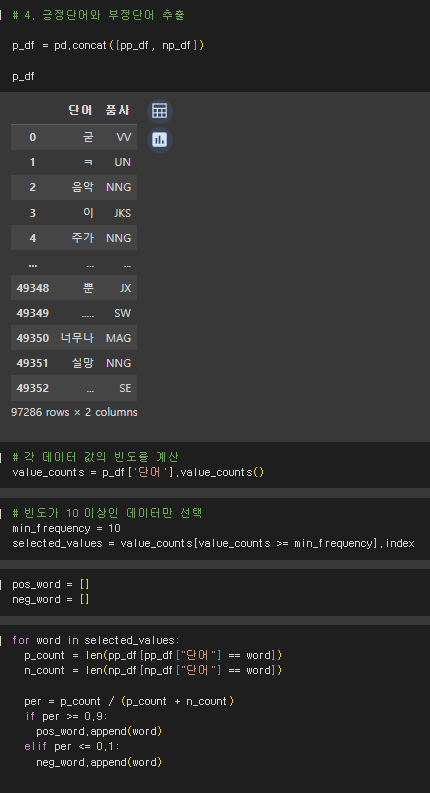 # 4. 긍정단어와 부정단어 추출
p_df = pd.concat([pp_df, np_df])
p_df
단어 품사
0 굳 VV
1 ㅋ UN
2 음악 NNG
3 이 JKS
4 주가 NNG
... ... ...
49348 뿐 JX
49349 ..... SW
49350 너무나 MAG
49351 실망 NNG
49352 ... SE
97286 rows × 2 columns
# 각 데이터 값의 빈도를 계산
value_counts = p_df['단어'].value_counts()
# 빈도가 10 이상인 데이터만 선택
min_frequency = 10
selected_values = value_counts[value_counts >= min_frequency].index
pos_word = []
neg_word = []
for word in selected_values:
p_count = len(pp_df[pp_df["단어"] == word])
n_count = len(np_df[np_df["단어"] == word])
per = p_count / (p_count + n_count)
if per >= 0.9:
pos_word.append(word)
elif per <= 0.1:
neg_word.append(word)